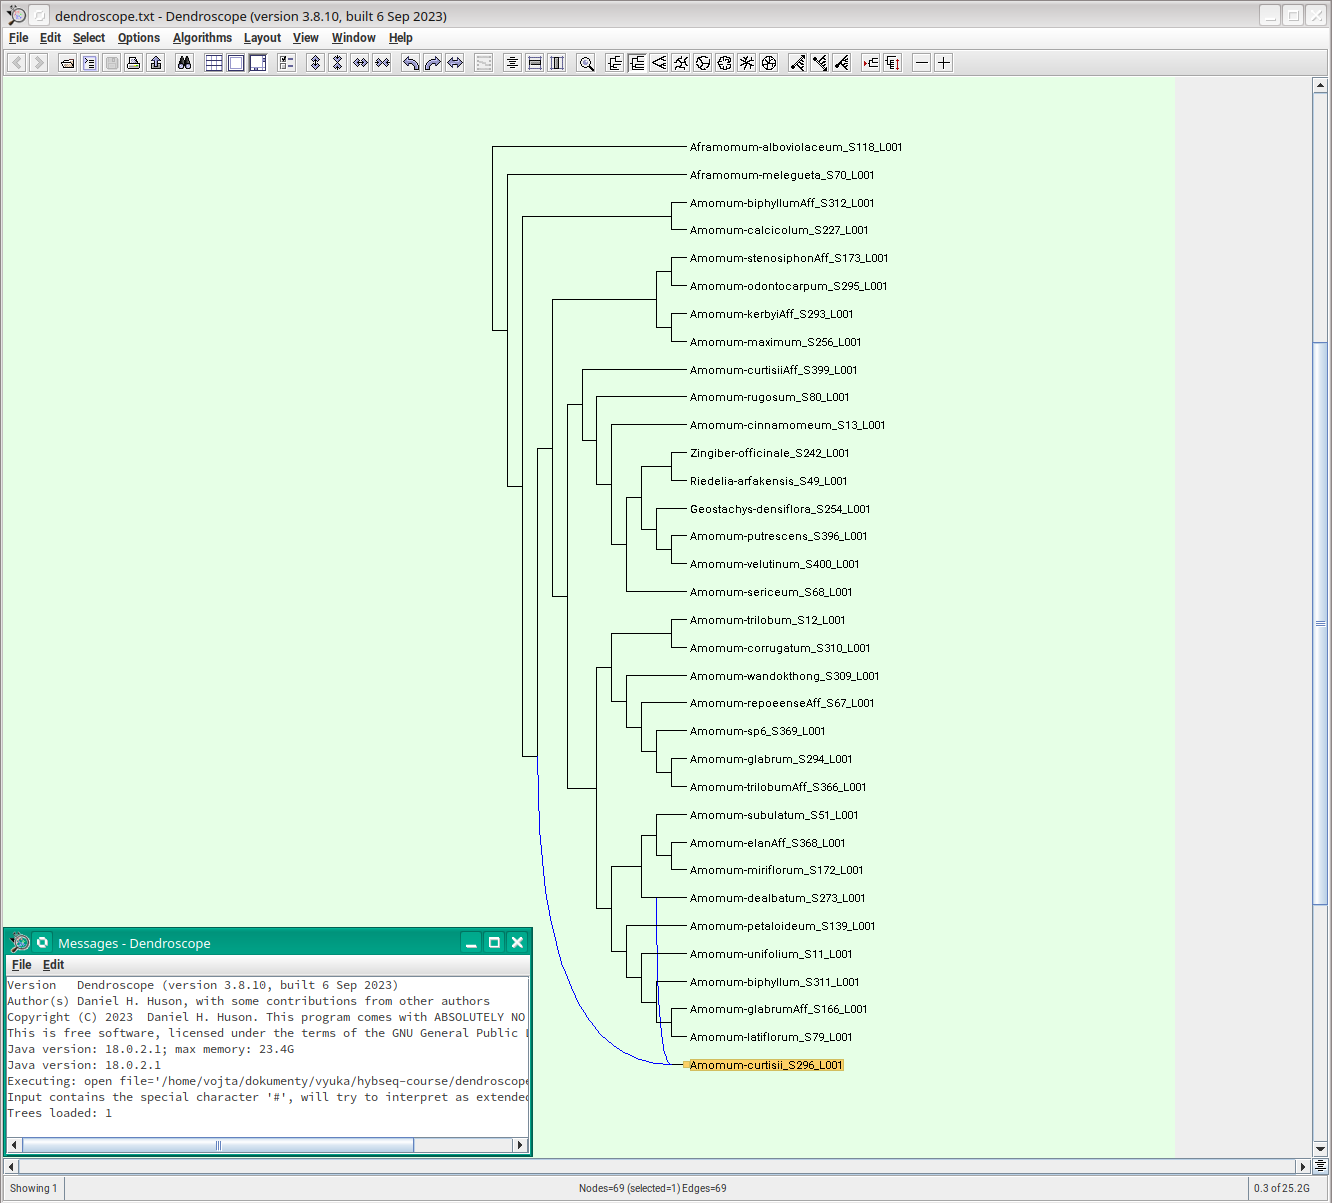 dendroscope.txt - Dendroscope (version 3.8.10, built 6 Sep 2023)
File Edit Select Options Algorithms Layout View Window Help
Aframomum-alboviolaceum_S118_L001
Aframomum-melegueta_S70_L001
Amomum-biphyllumAff_S312_L001
Amomum-calcicolum_S227_L001
Amomum-stenosiphonAff_S173_L001
Amomum-odontocarpum_S295_L001
Amomum-kerbyiAff_S293_L001
Amomum-maximum_S256_L001
Amomum-curtisiiAff_S399_L001
Amomum-rugosum_S80_L001
Amomum-cinnamomeum_S13_L001
Zingiber-officinale_S242_L001
Riedelia-arfakensis_S49_L001
Geostachys-densiflora_S254_L001
Amomum-putrescens_S396_L001
Amomum-velutinum_S400_L001
Amomum-sericeum_S68_L001
Amomum-trilobum_S12_L001
Amomum-corrugatum_S310_L001
Amomum-wandokthong_S309_L001
Amomum-repoeenseAff_S67_L001
Amomum-sp6_S369_L001
Amomum-glabrum_S294_L001
Amomum-trilobumAff_S366_L001
Amomum-subulatum_S51_L001
Amomum-elanAff_S368_L001
Amomum-miriflorum_S172_L001
Amomum-dealbatum_S273_L001
Amomum-petaloideum_S139_L001
Amomum-unifolium_S11_L001
Amomum-biphyllum_S311_L001
Amomum-glabrumAff_S166_L001
Amomum-latiflorum_S79_L001
Amomum-curtisii_S296_L001
Messages - Dendroscope
File Edit
Version Dendroscope (version 3.8.10, built 6 Sep 2023)
Author(s) Daniel H. Huson, with some contributions from other authors
Copyright (C) 2023 Daniel H. Huson. This program comes with ABSOLUTELY NO
This is free software, licensed under the terms of the GNU General Public
Java version: 18.0.2.1; max memory: 23.4G
Java version: 18.0.2.1
Executing: open file='/home/vojta/dokumenty/vyuka/hybseq-course/dendroscope
Input contains the special character '#', will try to interpret as extended
Trees loaded: 1
Showing 1
Nodes=69 (selected=1) Edges=69
0.3 of 25.2G